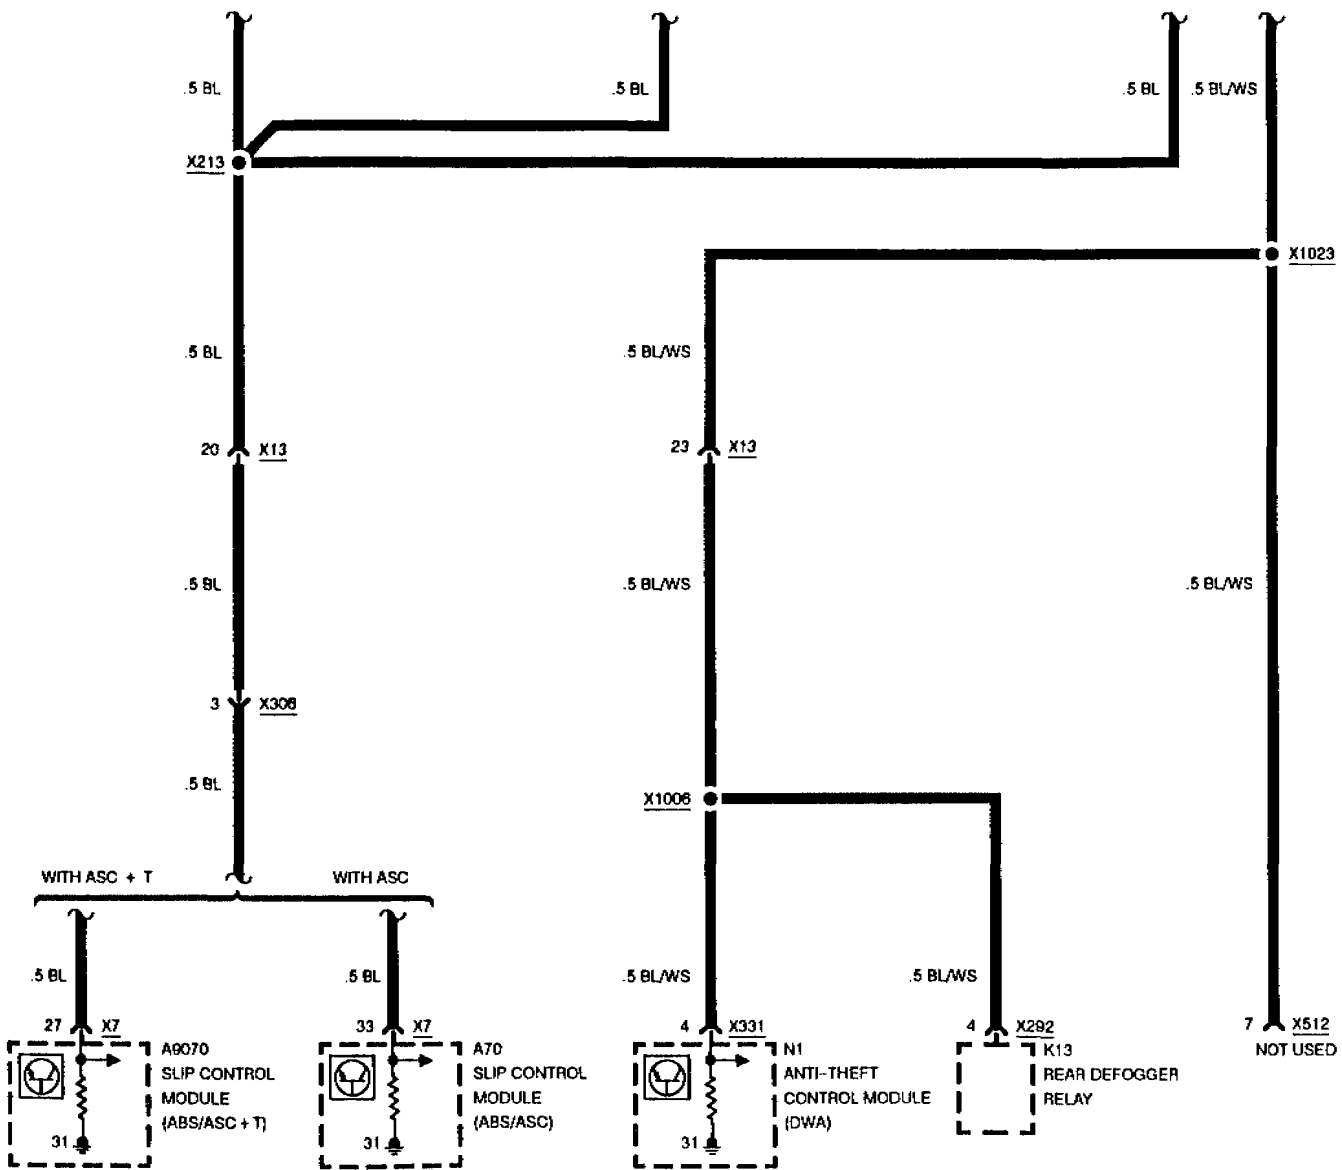 .5 BL
.5 BL
.5 BL
.5 BL/WS
X213
X1023
.5 BL
.5 BL/WS
20
X13
23
X13
.5 BL
.5 BL/WS
.5 BL/WS
3
X306
.5 BL
X1006
WITH ASC + T
WITH ASC
.5 BL
.5 BL
.5 BL/WS
.5 BL/WS
27
X7
33
X7
4
X331
4
X292
7
X512
NOT USED
A9070
SLIP CONTROL
MODULE
(ABS/ASC + T)
31
A70
SLIP CONTROL
MODULE
(ABS/ASC)
31
N1
ANTI-THEFT
CONTROL MODULE
(DWA)
31
K13
REAR DEFOGGER
RELAY